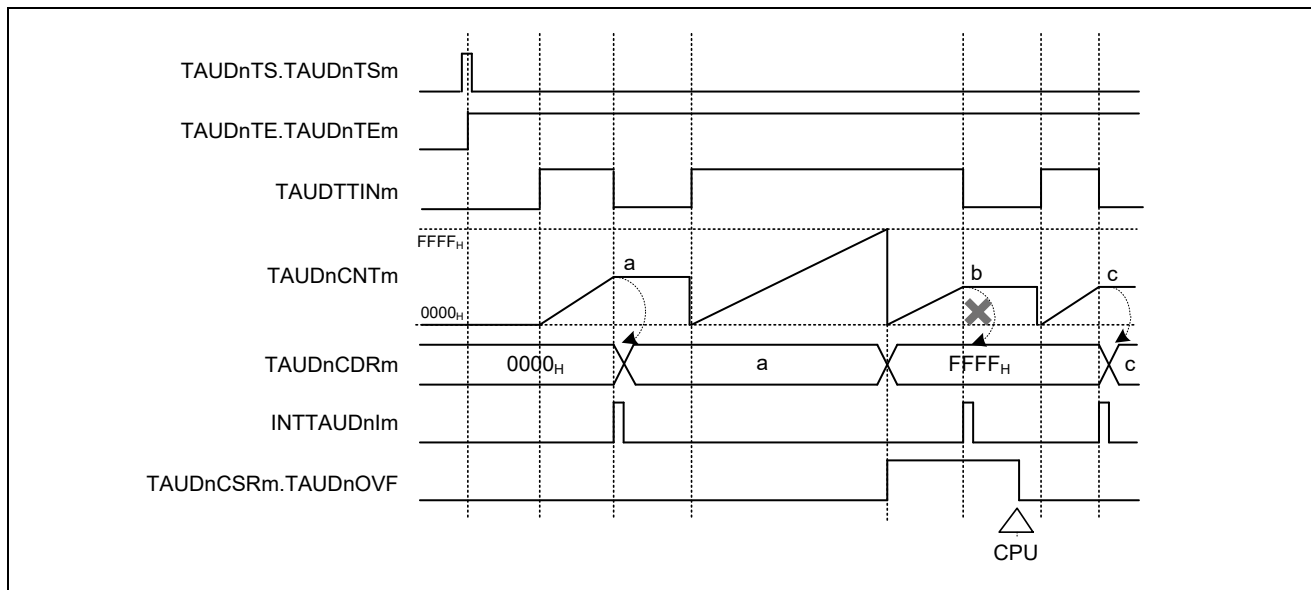 TAUDnTS.TAUDnTSm
TAUDnTE.TAUDnTEm
TAUDTTINm
FFFFH
TAUDnCNTm
a
b
c
0000H
TAUDnCDRm
0000H
a
FFFFH
c
INTTAUDnIm
TAUDnCSRm.TAUDnOVF
CPU